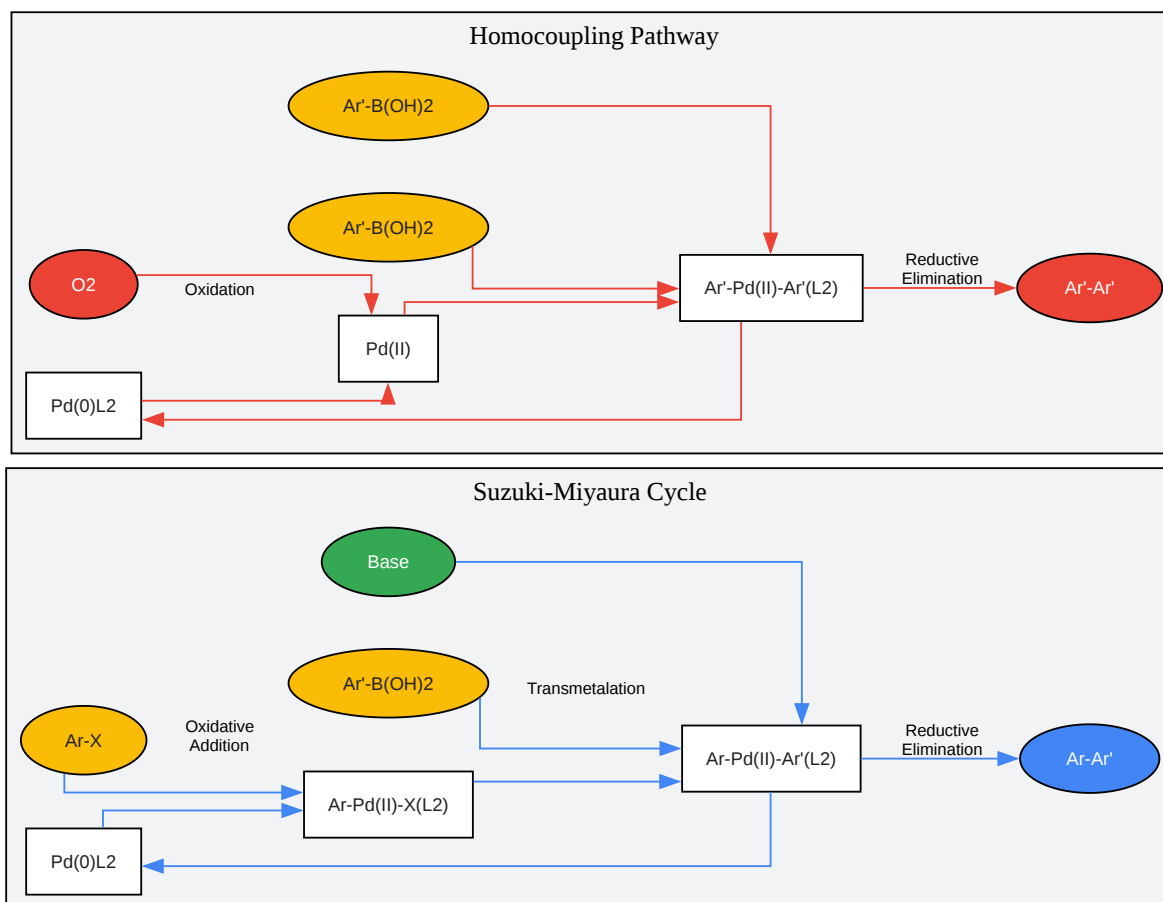 Homocoupling Pathway
Ar'-B(OH)2
Ar'-B(OH)2
O2
Oxidation
Reductive
Elimination
Ar'-Pd(II)-Ar'(L2)
Ar'-Ar'
Pd(II)
Pd(0)L2
Suzuki-Miyaura Cycle
Base
Ar'-B(OH)2
Transmetalation
Ar-X
Oxidative
Addition
Reductive
Elimination
Ar-Pd(II)-Ar'(L2)
Ar-Ar'
Ar-Pd(II)-X(L2)
Pd(0)L2